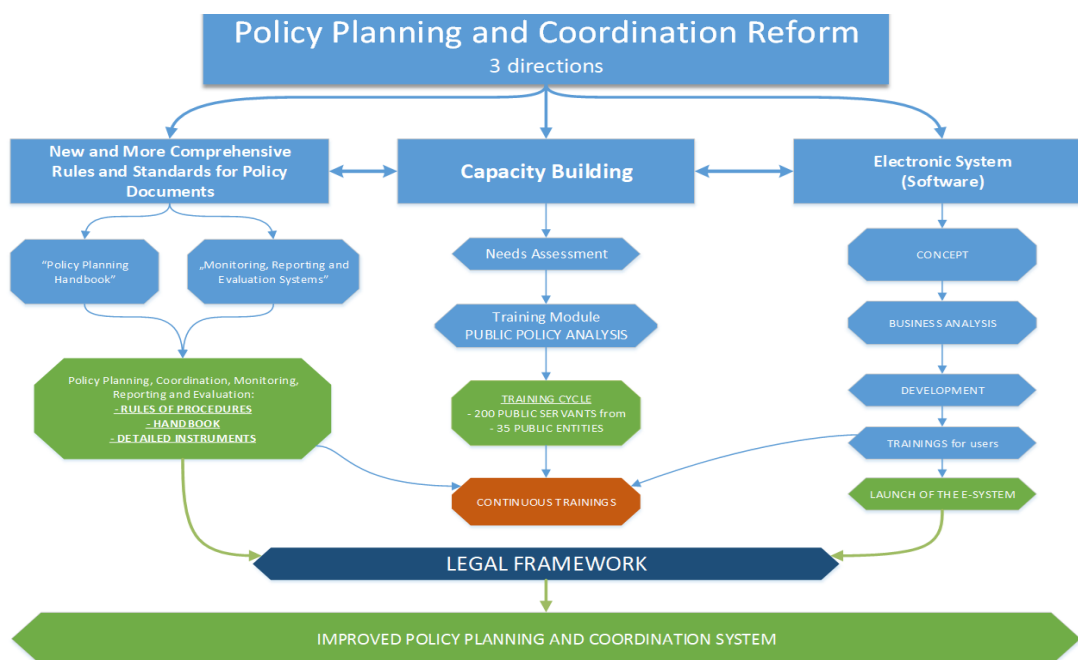 Policy Planning and Coordination Reform
3 directions
New and More Comprehensive
Rules and Standards for Policy
Documents
Capacity Building
Electronic System
(Software)
"Policy Planning
Handbook"
„Monitoring, Reporting and
Evaluation Systems"
Needs Assessment
CONCEPT
Training Module
PUBLIC POLICY ANALYSIS
BUSINESS ANALYSIS
Policy Planning, Coordination, Monitoring,
Reporting and Evaluation:
- RULES OF PROCEDURES
- HANDBOOK
- DETAILED INSTRUMENTS
TRAINING CYCLE
- 200 PUBLIC SERVANTS from
- 35 PUBLIC ENTITIES
DEVELOPMENT
TRAININGS for users
CONTINUOUS TRAININGS
LAUNCH OF THE E-SYSTEM
LEGAL FRAMEWORK
IMPROVED POLICY PLANNING AND COORDINATION SYSTEM